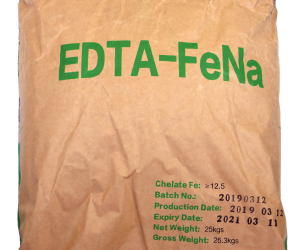 EDTA-FeNa
Chelate Fe: ≥12.5
Batch No.: 20190312
Production Date: 2019 03 12
Expiry Date: 2021 03 11
Net Weight: 25kgs
Gross Weight: 25.3kgs